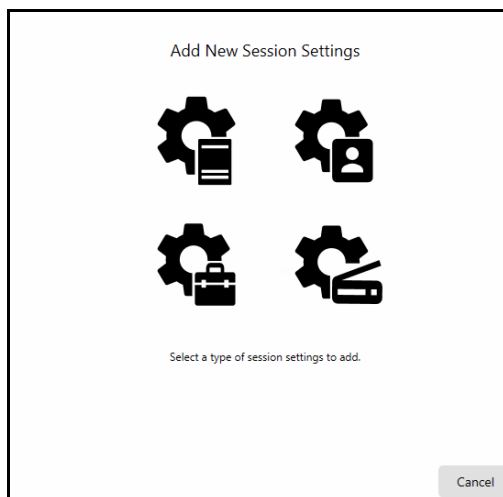 Add New Session Settings
Select a type of session settings to add.
Cancel